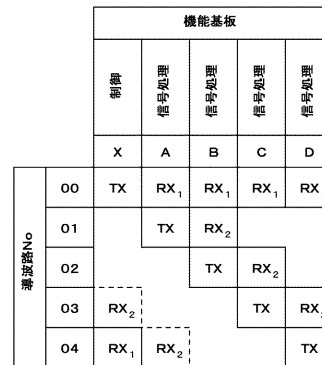 機能基板
制御 信号処理 信号処理 信号処理 信号処理
X A B C D
導波路No
00 TX RX1 RX1 RX1 RX
01 TX RX2
02 TX RX2
03 RX2 TX RX
04 RX1 RX2 TX